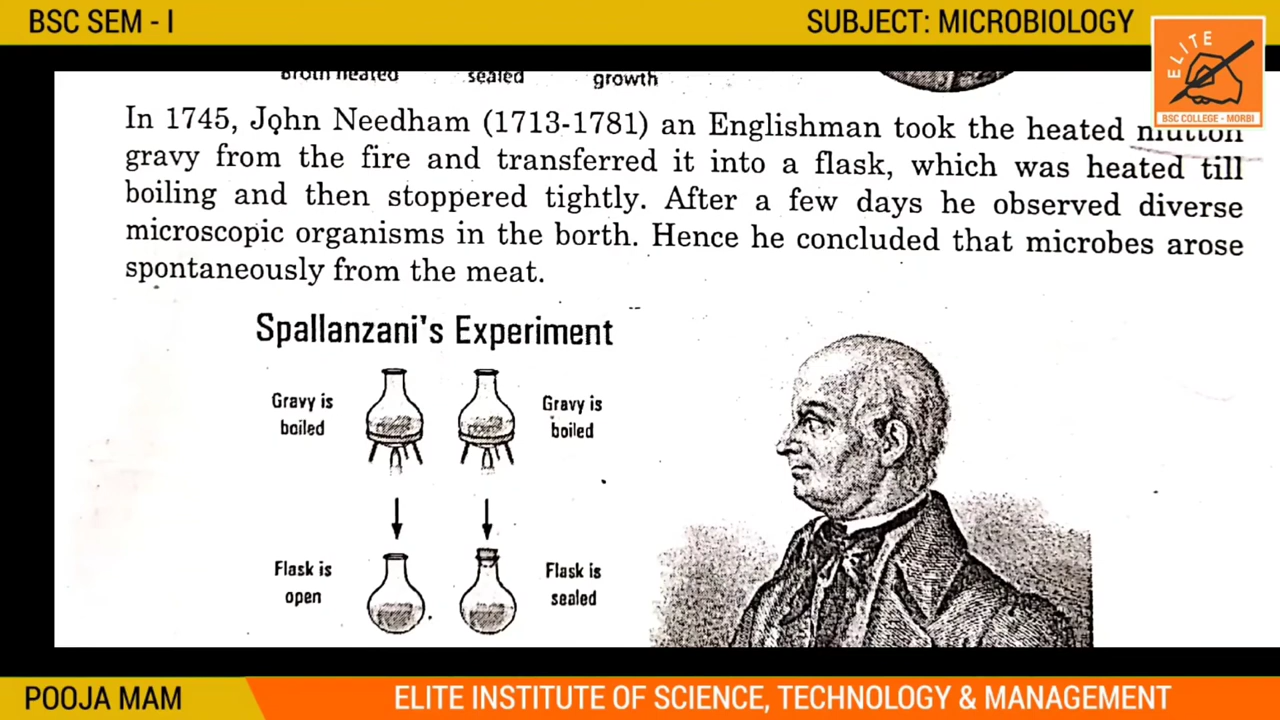 BSC SEM - I
SUBJECT: MICROBIOLOGY
ELITE
BSC COLLEGE - MORBI
Broth heated sealed growth
In 1745, John Needham (1713-1781) an Englishman took the heated mutton
gravy from the fire and transferred it into a flask, which was heated till
boiling and then stoppered tightly. After a few days he observed diverse
microscopic organisms in the borth. Hence he concluded that microbes arose
spontaneously from the meat.
Spallanzani's Experiment
Gravy is
boiled
Gravy is
boiled
Flask is
open
Flask is
sealed
POOJA MAM
ELITE INSTITUTE OF SCIENCE, TECHNOLOGY & MANAGEMENT